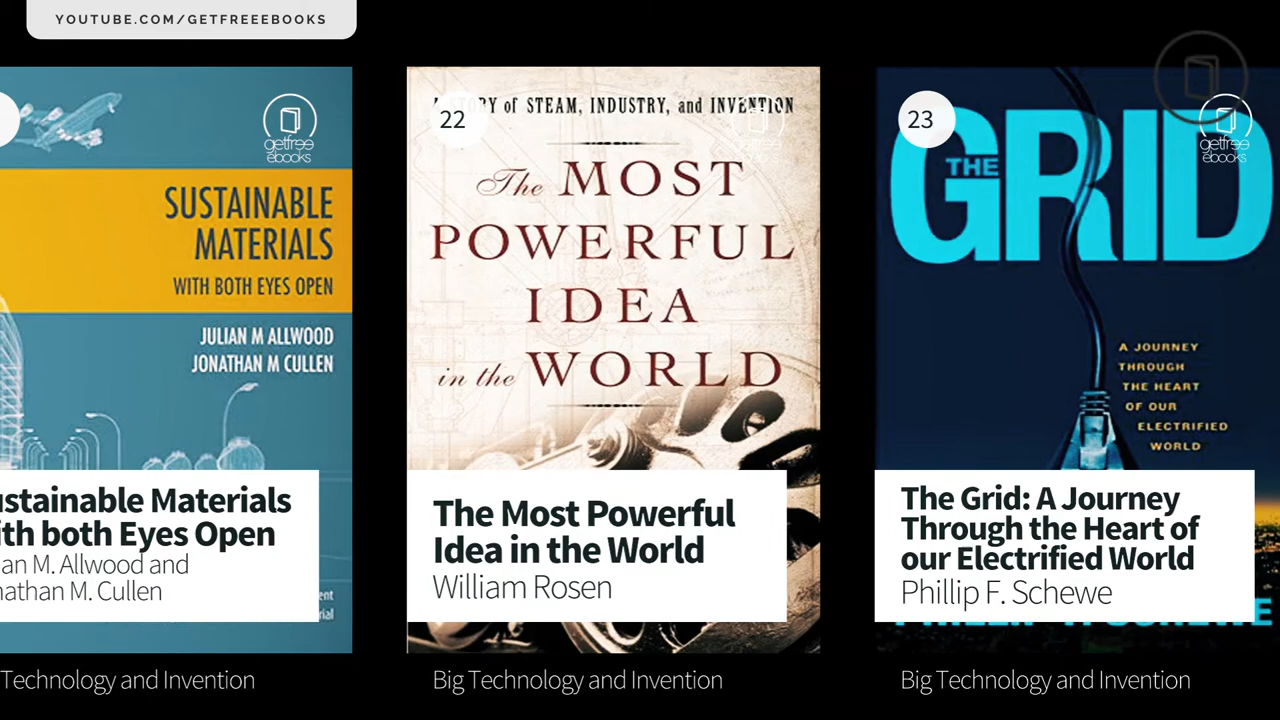 YOUTUBE.COM/GETFREEEBOOKS
getfree
ebooks
SUSTAINABLE
MATERIALS
WITH BOTH EYES OPEN
JULIAN M ALLWOOD
JONATHAN M CULLEN
ustainable Materials
ith both Eyes Open
an M. Allwood and
nathan M. Cullen
Technology and Invention
22
of STEAM, INDUSTRY, and INVENTION
The MOST
POWERFUL
IDEA
in the WORLD
The Most Powerful
Idea in the World
William Rosen
Big Technology and Invention
23
getfree
ebooks
THE
GRID
A JOURNEY
THROUGH
THE HEART
OF OUR
ELECTRIFIED
WORLD
The Grid: A Journey
Through the Heart of
our Electrified World
Phillip F. Schewe
Big Technology and Invention